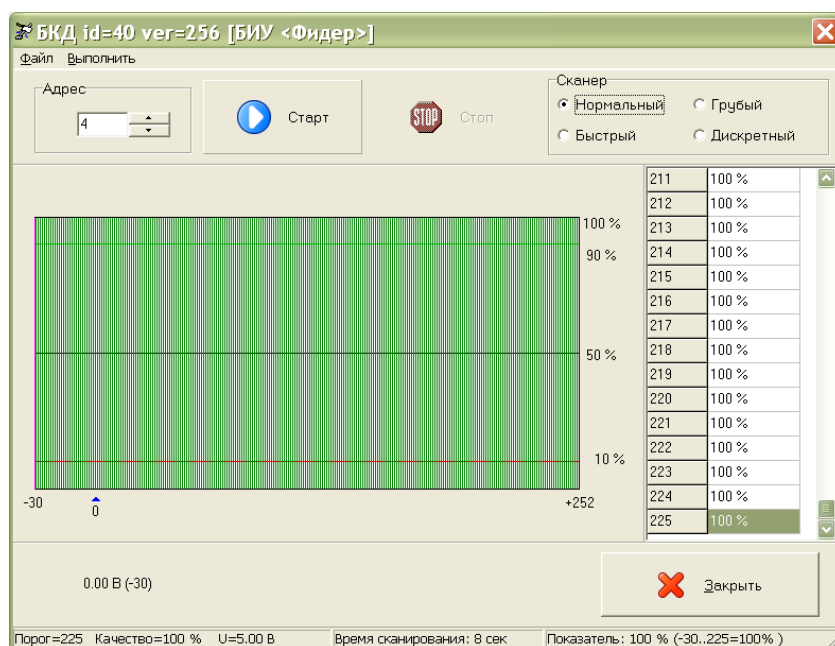 БКД id=40 ver=256 [БИУ <Фидер>]
Файл Выполнить
Адрес
4
Старт
STOP
Стоп
Сканер
Нормальный
Грубый
Быстрый
Дискретный
100 %
90 %
50 %
10 %
-30
0
+252
211 100 %
212 100 %
213 100 %
214 100 %
215 100 %
216 100 %
217 100 %
218 100 %
219 100 %
220 100 %
221 100 %
222 100 %
223 100 %
224 100 %
225 100 %
0.00 В (-30)
Закрыть
Порог=225 Качество=100 % U=5.00 В
Время сканирования: 8 сек
Показатель: 100 % (-30..225=100% )